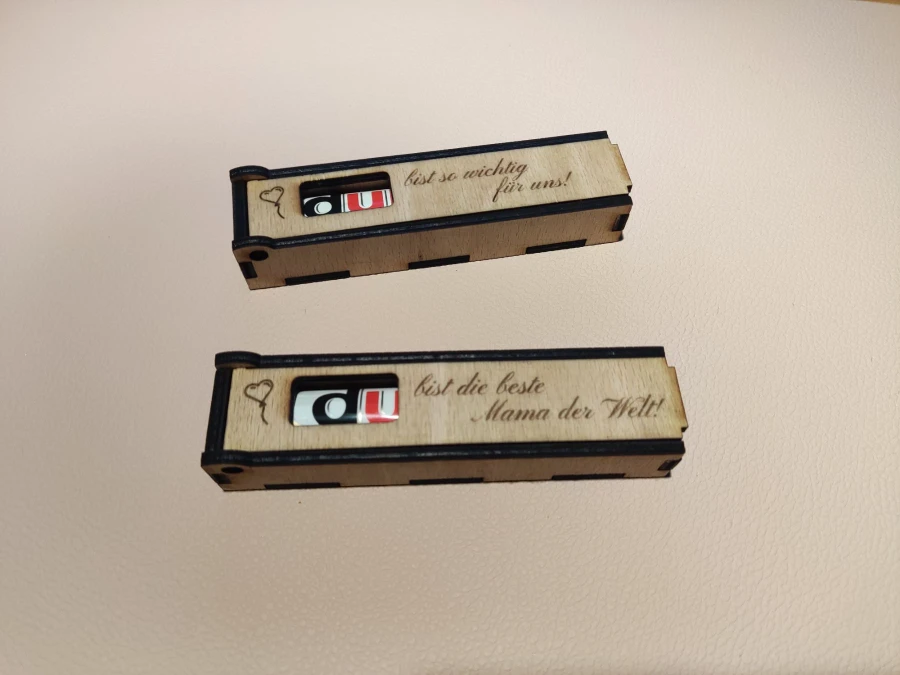 du
bist so wichtig
für uns!
du
bist die beste
Mama der Welt!